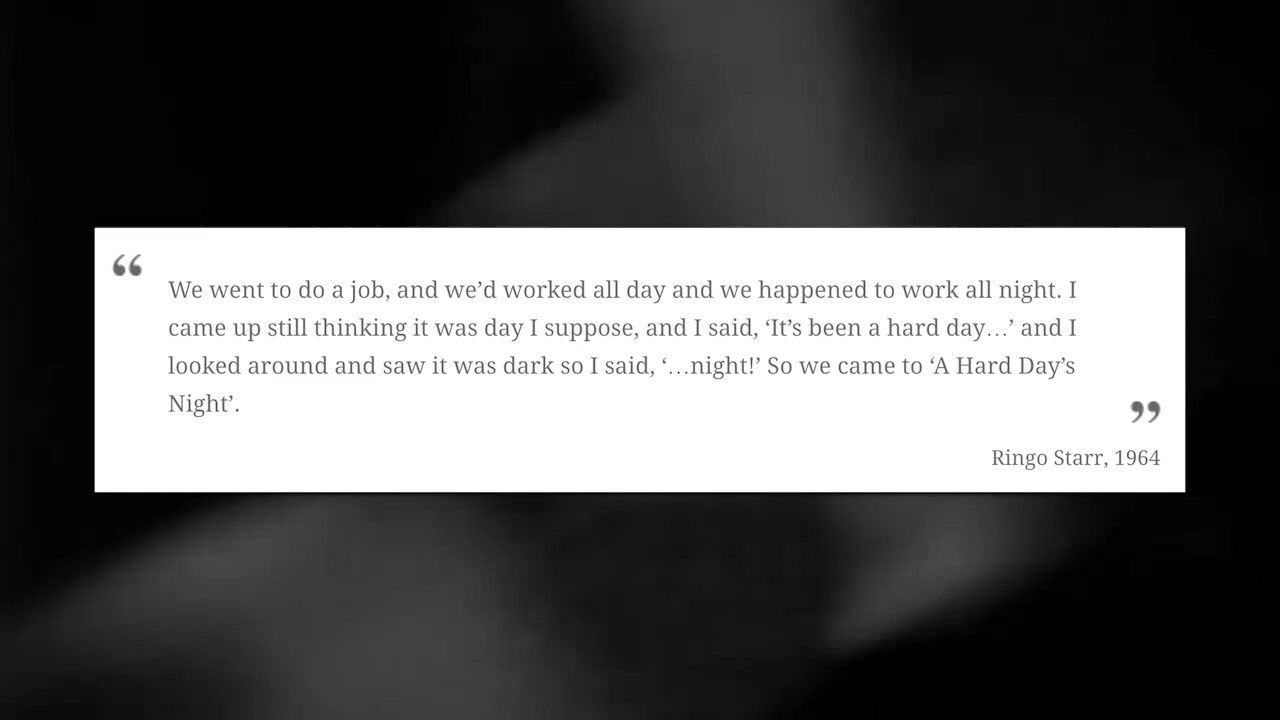 “
We went to do a job, and we’d worked all day and we happened to work all night. I
came up still thinking it was day I suppose, and I said, ‘It’s been a hard day…’ and I
looked around and saw it was dark so I said, ‘…night!’ So we came to ‘A Hard Day’s
Night’.
”
Ringo Starr, 1964